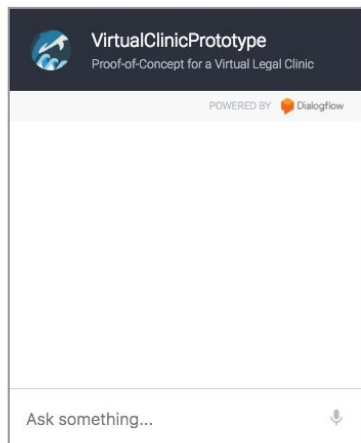 VirtualClinicPrototype
Proof-of-Concept for a Virtual Legal Clinic
POWERED BY Dialogflow
Ask something...